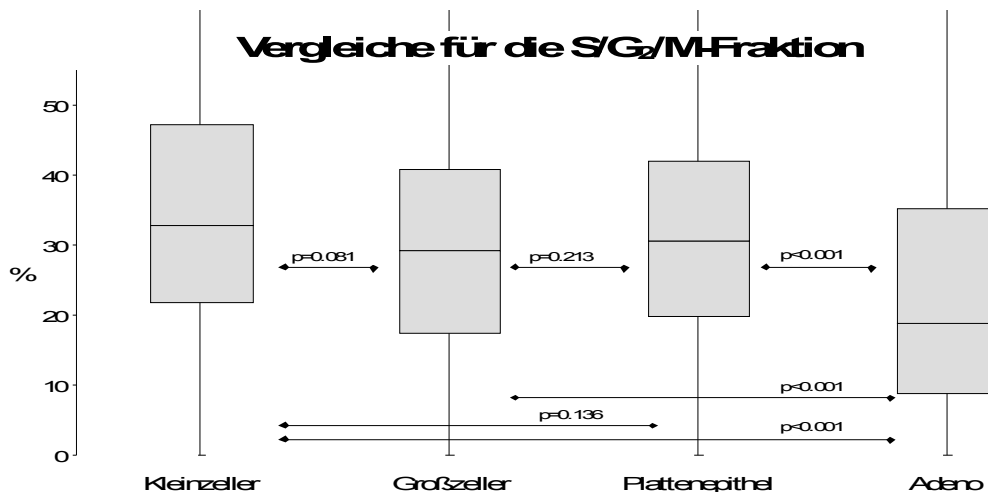 Vergleiche für die S/G₂/M-Fraktion
50
40
30
%
20
10
0
p=0.081
p=0.213
p<0.001
p<0.001
p=0.136
p<0.001
Kleinzeller Großzeller Plattenepithel Adeno